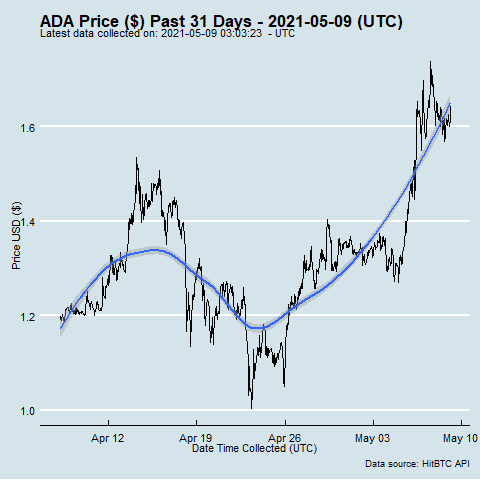 ADA Price ($) Past 31 Days - 2021-05-09 (UTC)
Latest data collected on: 2021-05-09 03:03:23 - UTC
Price USD ($)
1.6
1.4
1.2
1.0
Apr 12 Apr 19 Apr 26 May 03 May 10
Date Time Collected (UTC)
Data source: HitBTC API